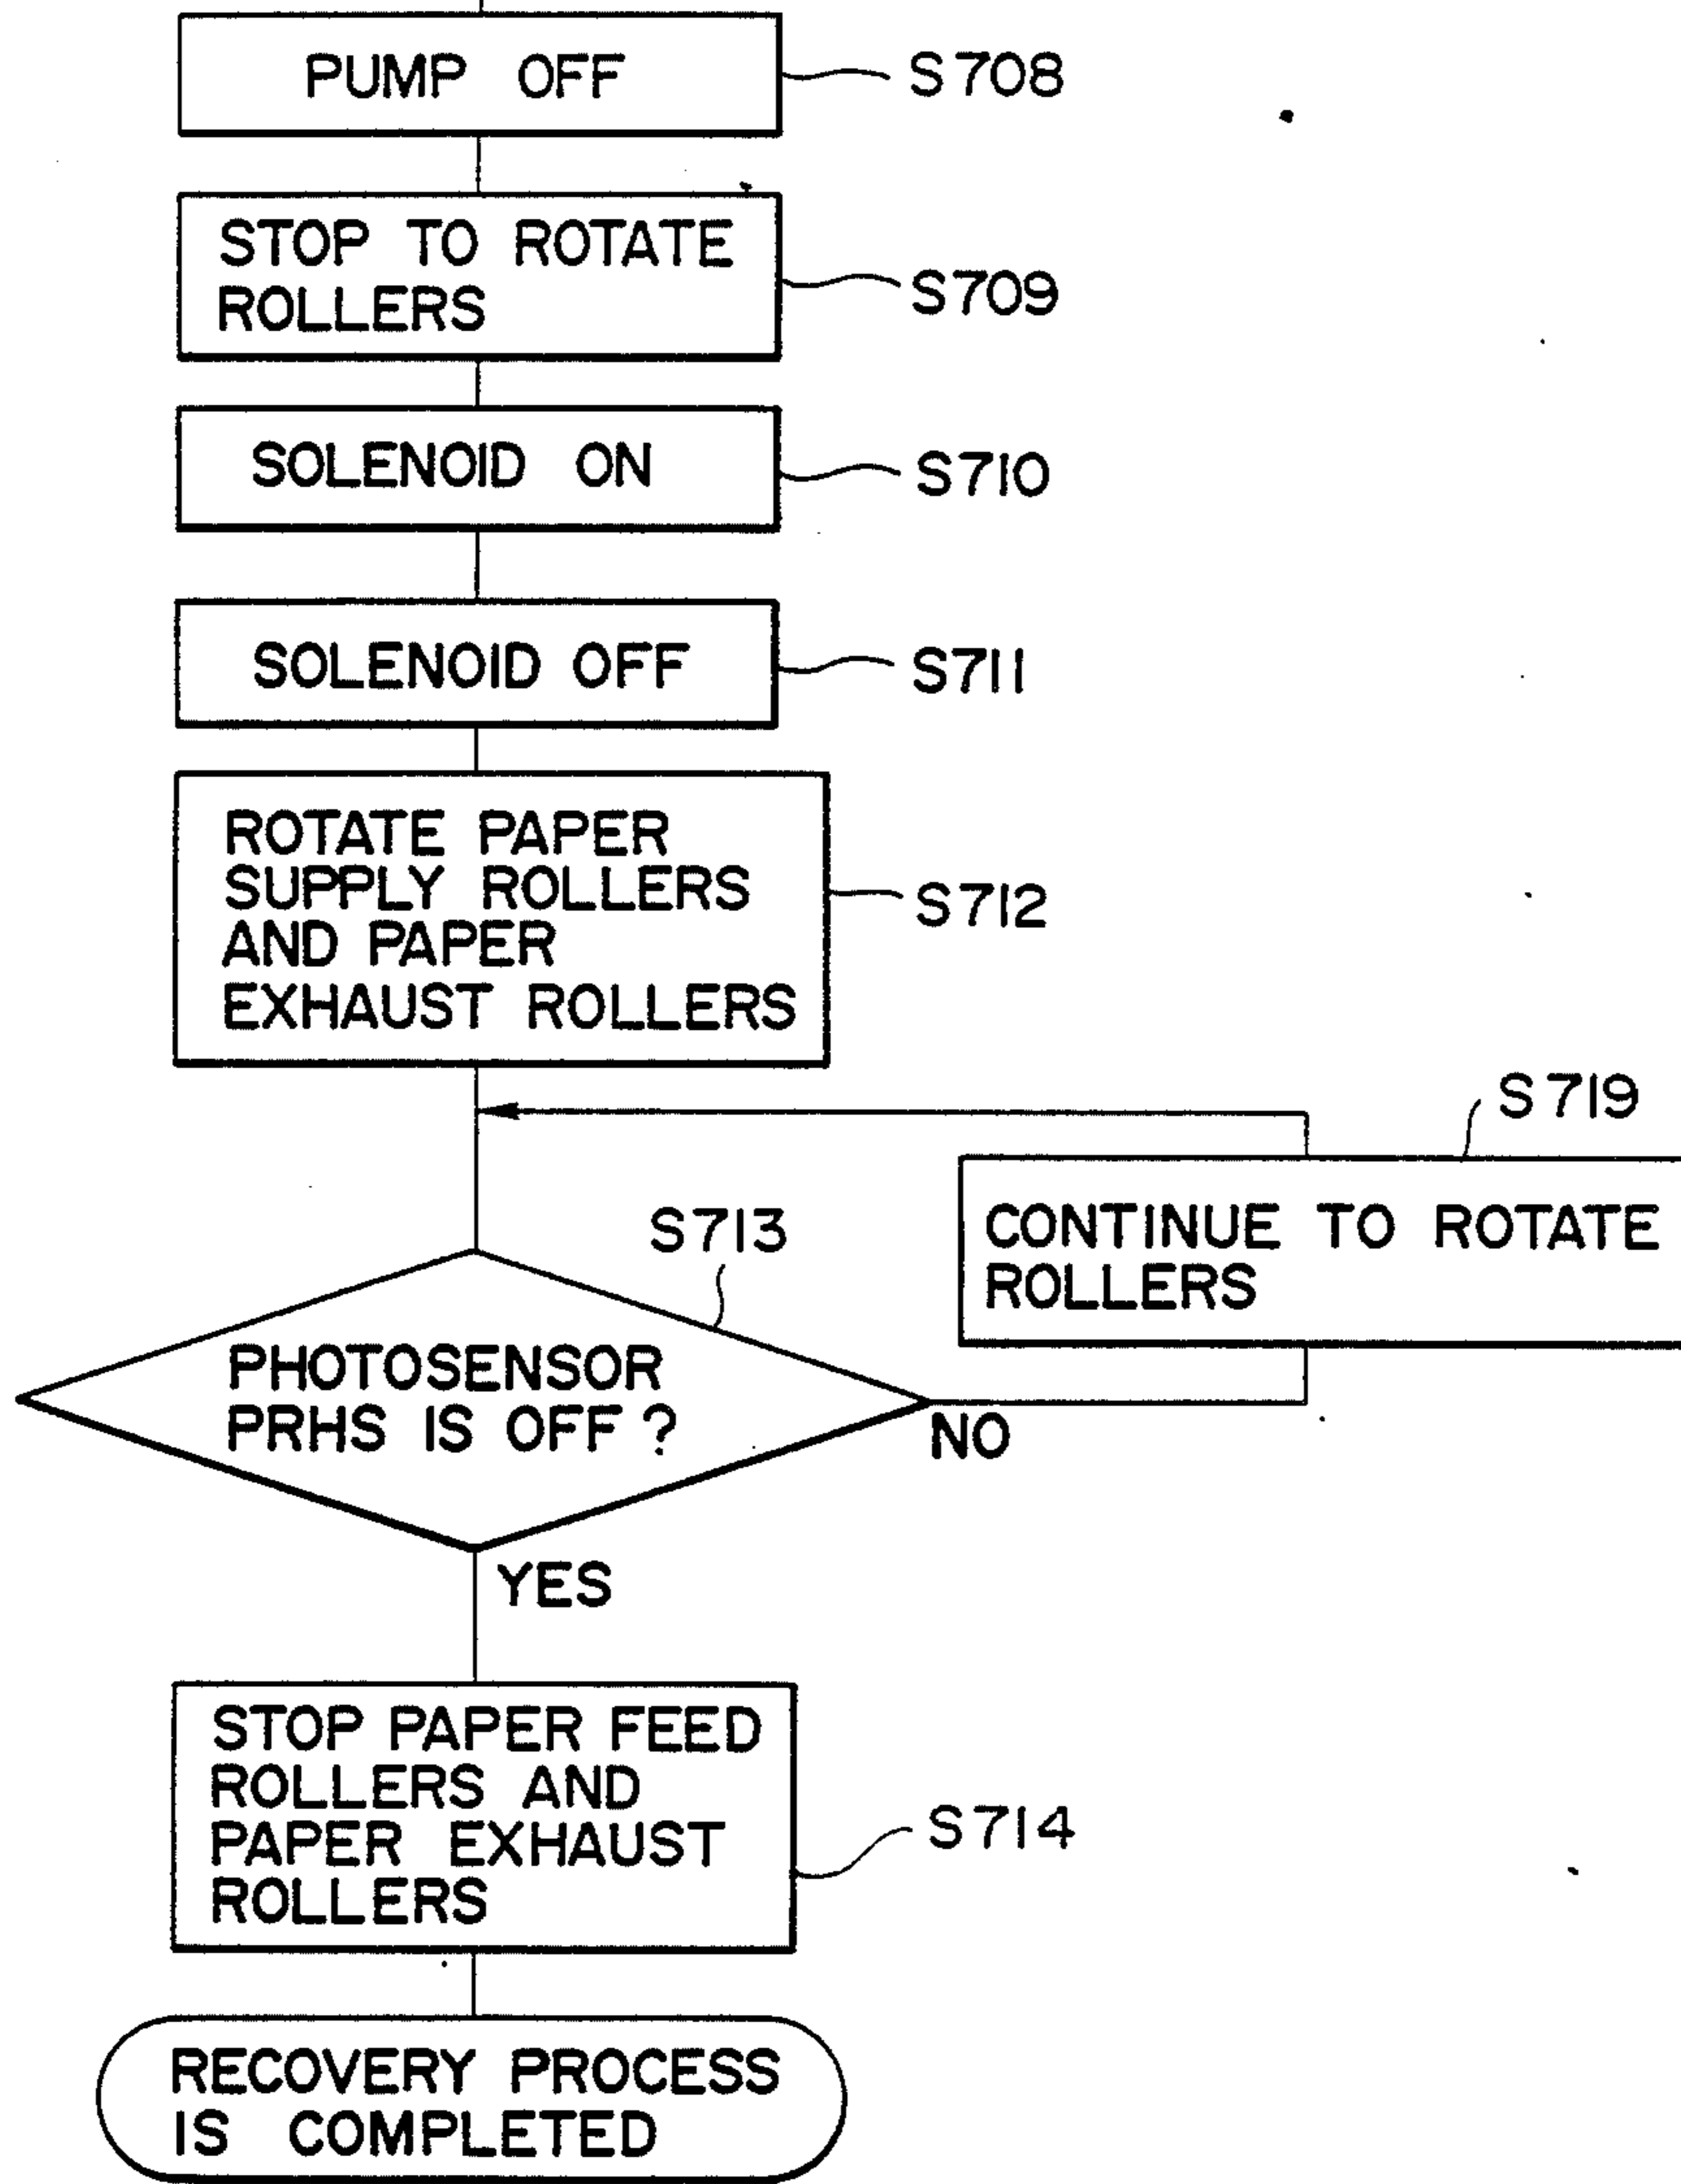 PUMP OFF
S708
STOP TO ROTATE
ROLLERS
S709
SOLENOID ON
S710
SOLENOID OFF
S711
ROTATE PAPER
SUPPLY ROLLERS
AND PAPER
EXHAUST ROLLERS
S712
S719
CONTINUE TO ROTATE
ROLLERS
S713
PHOTOSENSOR
PRHS IS OFF ?
NO
YES
STOP PAPER FEED
ROLLERS AND
PAPER EXHAUST
ROLLERS
S714
RECOVERY PROCESS
IS COMPLETED